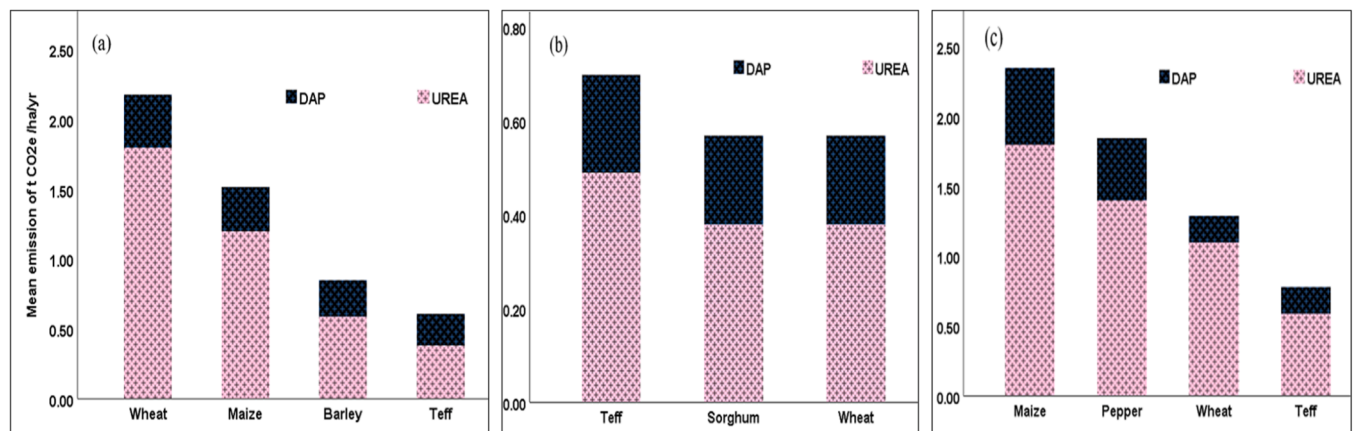 (a)
Mean emission of t CO2e /ha/yr
2.50
2.00
1.50
1.00
0.50
0.00
DAP UREA
Wheat Maize Barley Teff
(b)
0.80
0.60
0.40
0.20
0.00
DAP UREA
Teff Sorghum Wheat
(c)
2.50
2.00
1.50
1.00
0.50
0.00
DAP UREA
Maize Pepper Wheat Teff